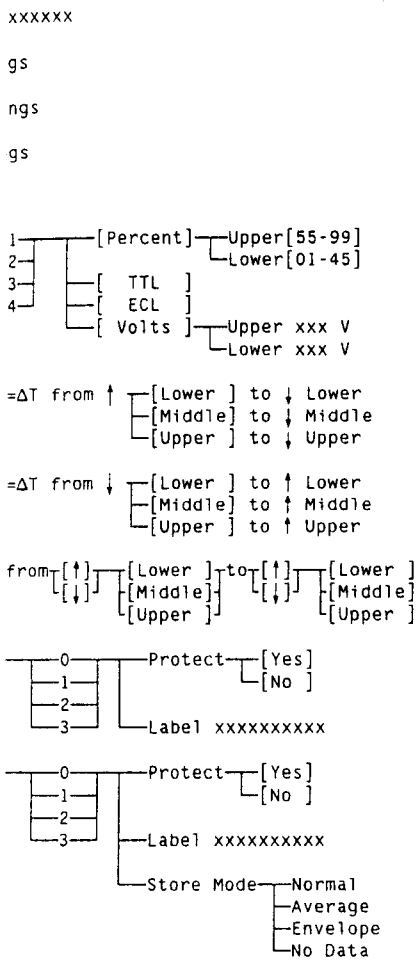 xxxxxx
gs
ngs
gs
1 [Percent] Upper[55-99]
2 Lower[01-45]
3 [ TTL ]
4 [ ECL ]
[ Volts ] Upper xxx V
Lower xxx V
=ΔT from ↑ [Lower ] to ↓ Lower
[Middle] to ↓ Middle
[Upper ] to ↓ Upper
=ΔT from ↓ [Lower ] to ↑ Lower
[Middle] to ↑ Middle
[Upper ] to ↑ Upper
from [↑] [Lower ] to [↑] [Lower ]
[↓] [Middle] [↓] [Middle]
[Upper ] [Upper ]
0 Protect [Yes]
1 [No ]
2
3 Label xxxxxxxxxx
0 Protect [Yes]
1 [No ]
2
3 Label xxxxxxxxxx
Store Mode Normal
Average
Envelope
No Data